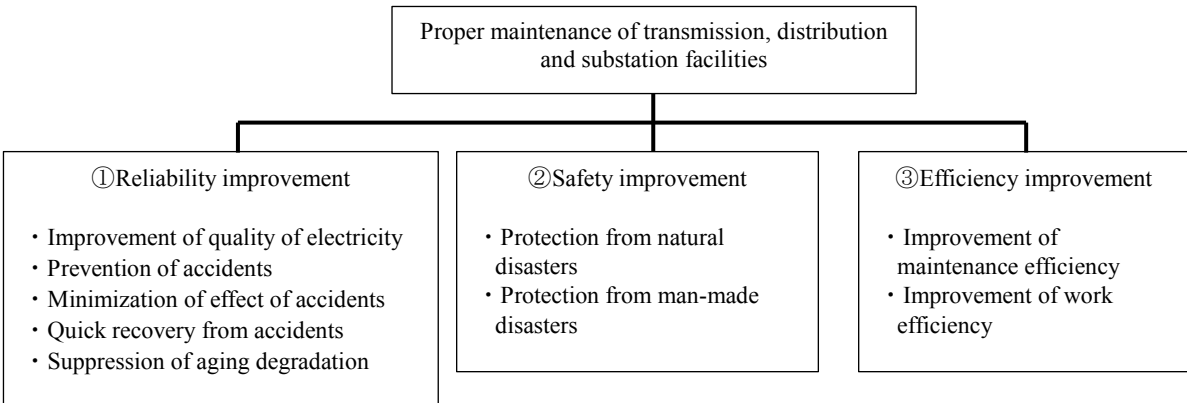 Proper maintenance of transmission, distribution
and substation facilities
①Reliability improvement
・Improvement of quality of electricity
・Prevention of accidents
・Minimization of effect of accidents
・Quick recovery from accidents
・Suppression of aging degradation
②Safety improvement
・Protection from natural
disasters
・Protection from man-made
disasters
③Efficiency improvement
・Improvement of
maintenance efficiency
・Improvement of work
efficiency